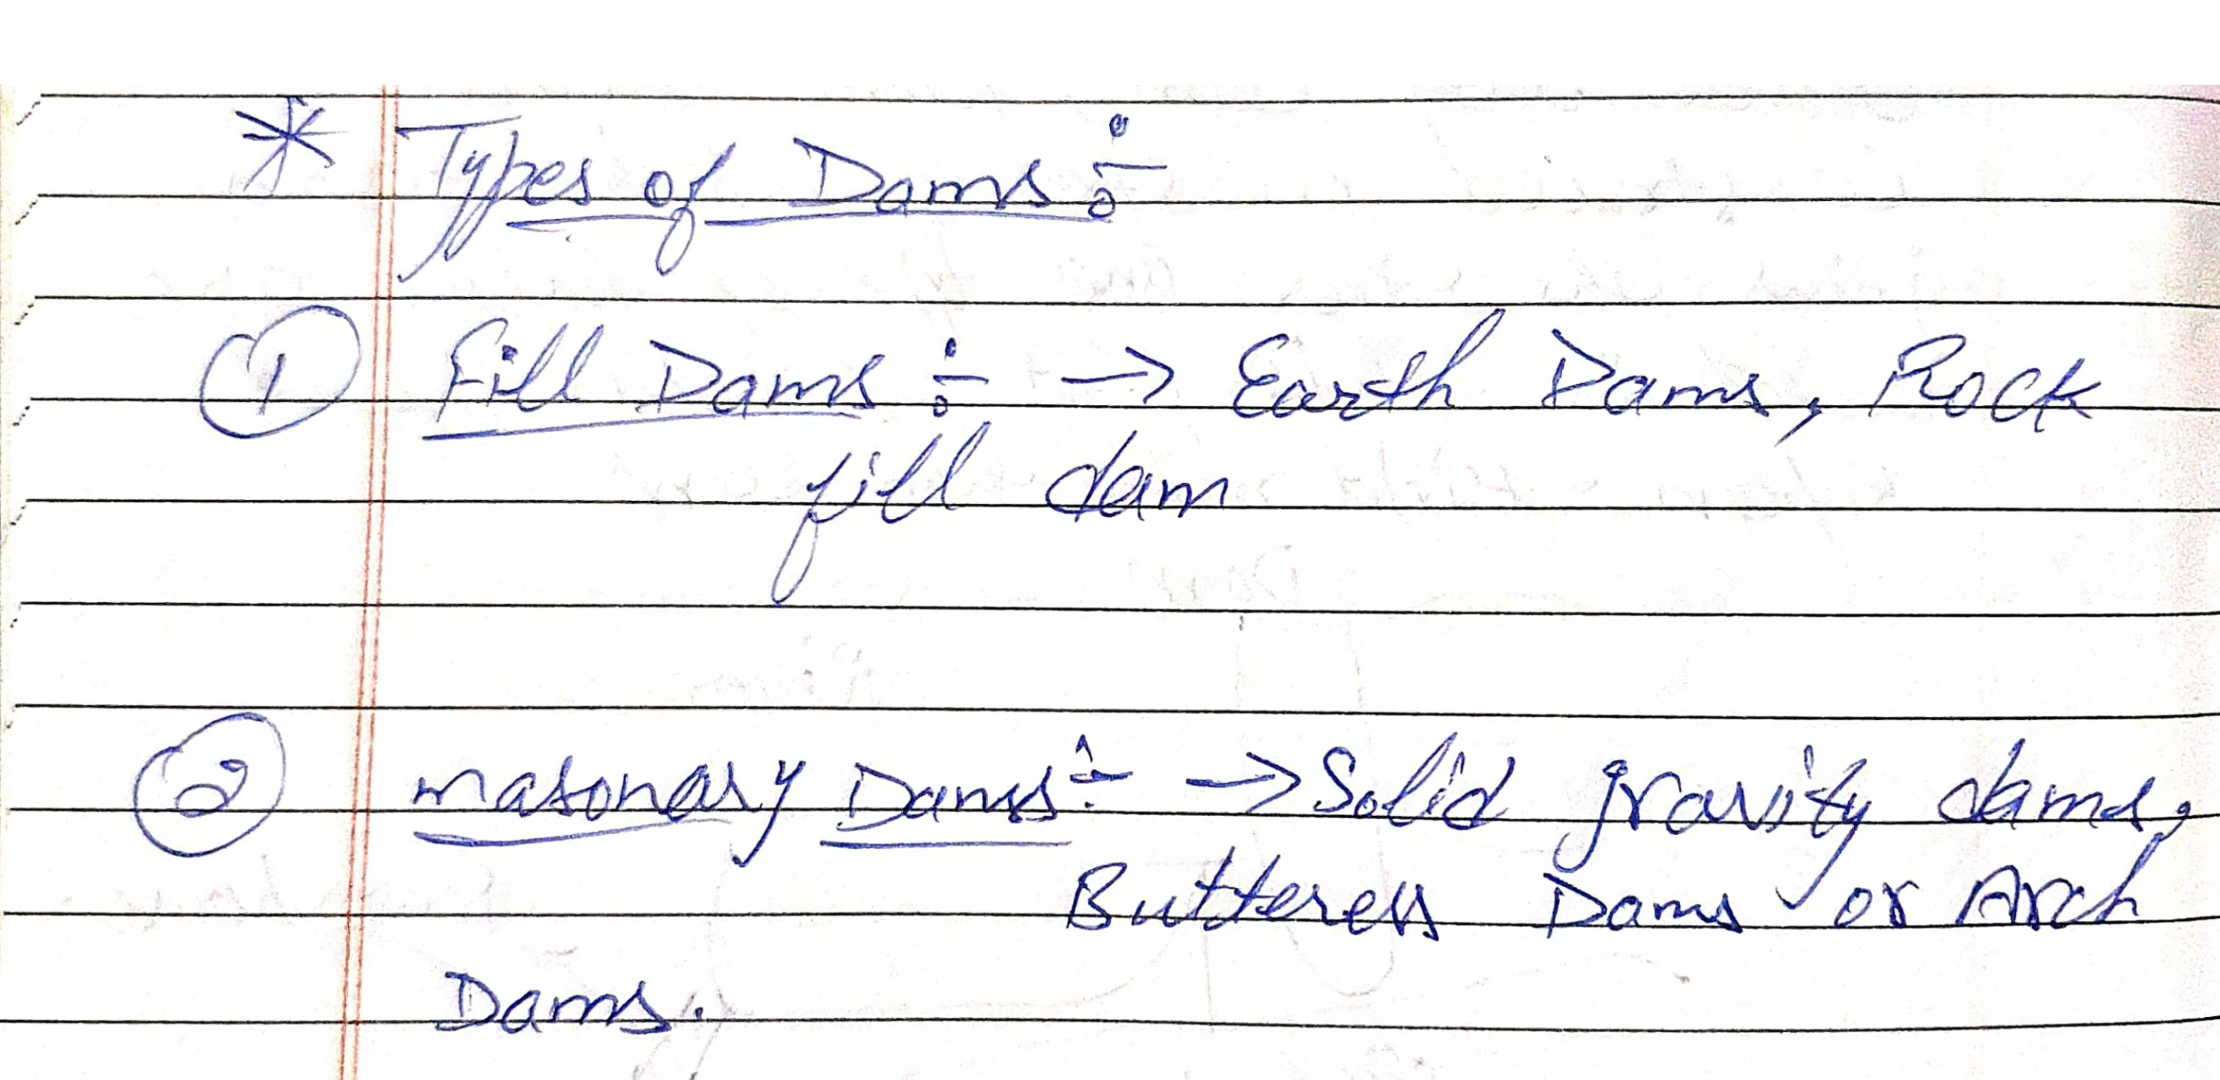 * Types of Dams :-
① Fill Dams :- → Earth Dams, Rock
fill dam
② masonary Dams :- → Solid gravity dams,
Butteress Dams or Arch
Dams.